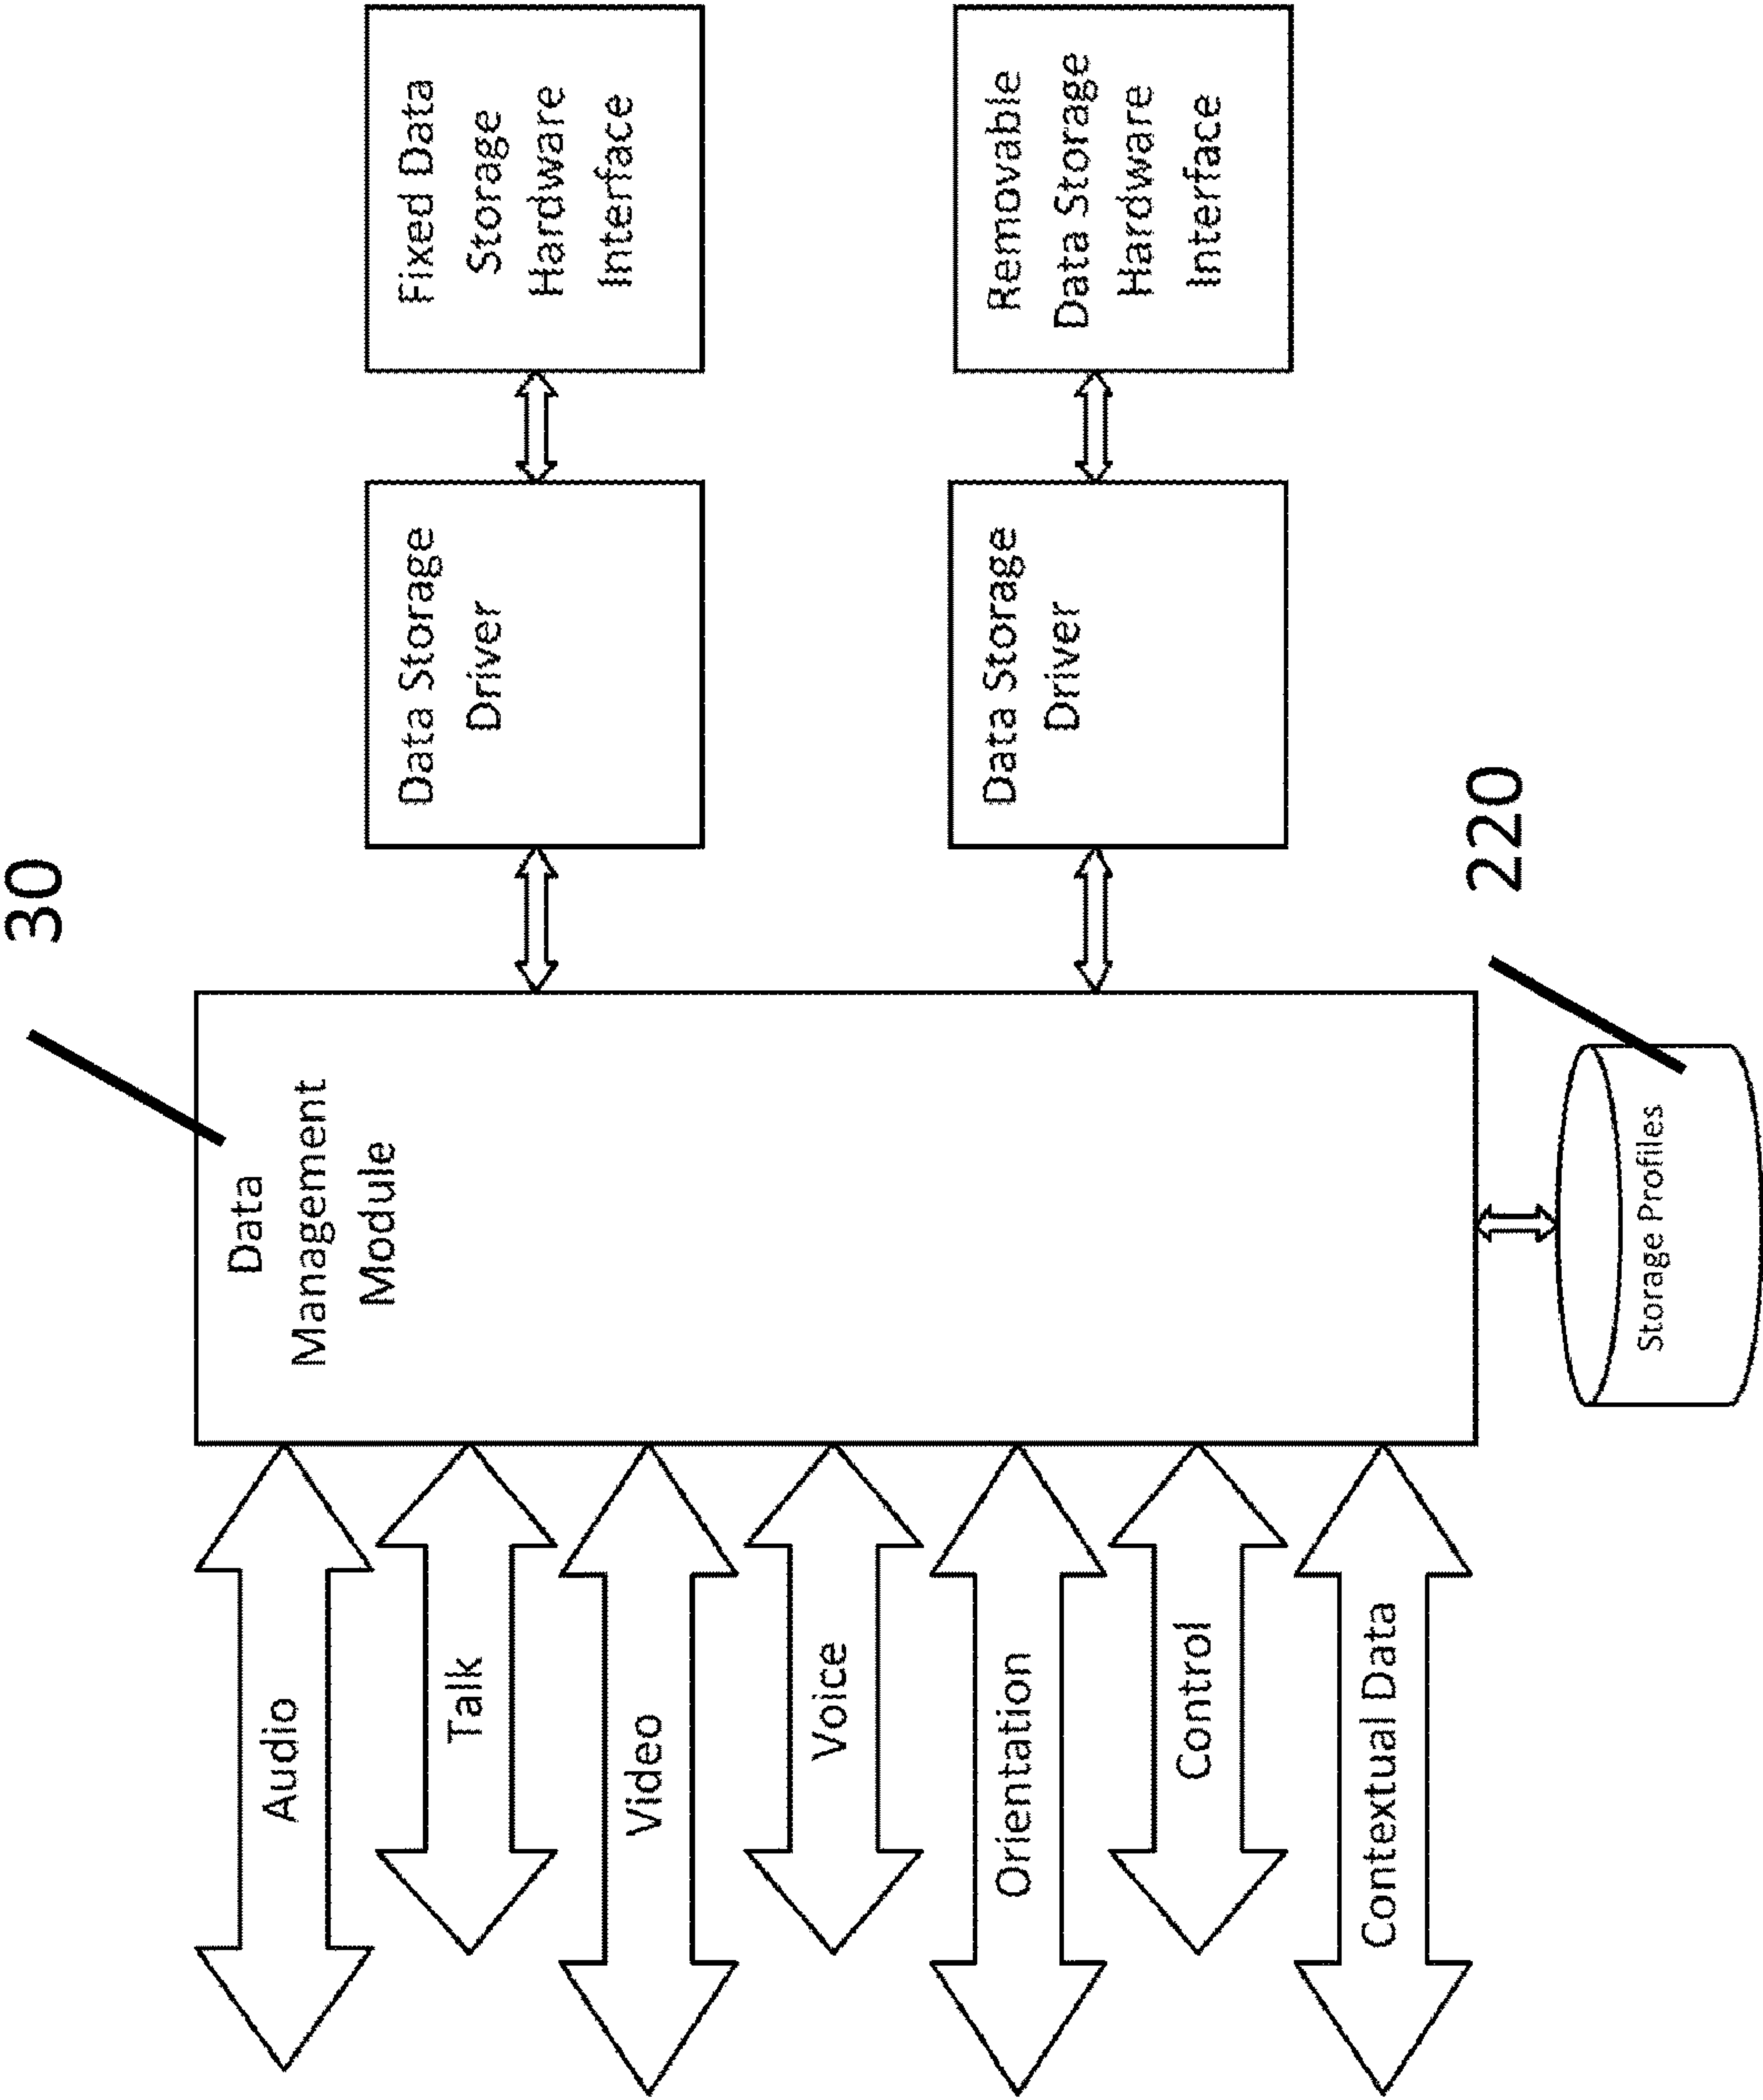 30
Data
Management
Module
Audio
Talk
Video
Voice
Orientation
Control
Contextual Data
Data Storage
Driver
Fixed Data
Storage
Hardware
Interface
Data Storage
Driver
Removable
Data Storage
Hardware
Interface
220
Storage Profiles